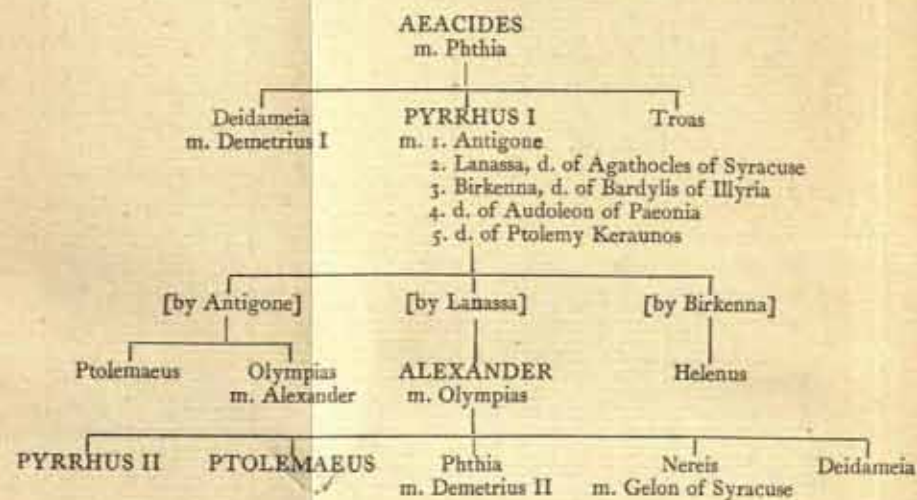 AEACIDES
m. Phthia
Deidameia
m. Demetrius I
PYRRHUS I
m. 1. Antigone
2. Lanassa, d. of Agathocles of Syracuse
3. Birkenna, d. of Bardylis of Illyria
4. d. of Audoleon of Paeonia
5. d. of Ptolemy Keraunos
Troas
[by Antigone]
[by Lanassa]
[by Birkenna]
Ptolemaeus
Olympias
m. Alexander
ALEXANDER
m. Olympias
Helenus
PYRRHUS II
PTOLEMAEUS
Phthia
m. Demetrius II
Nereis
m. Gelon of Syracuse
Deidameia